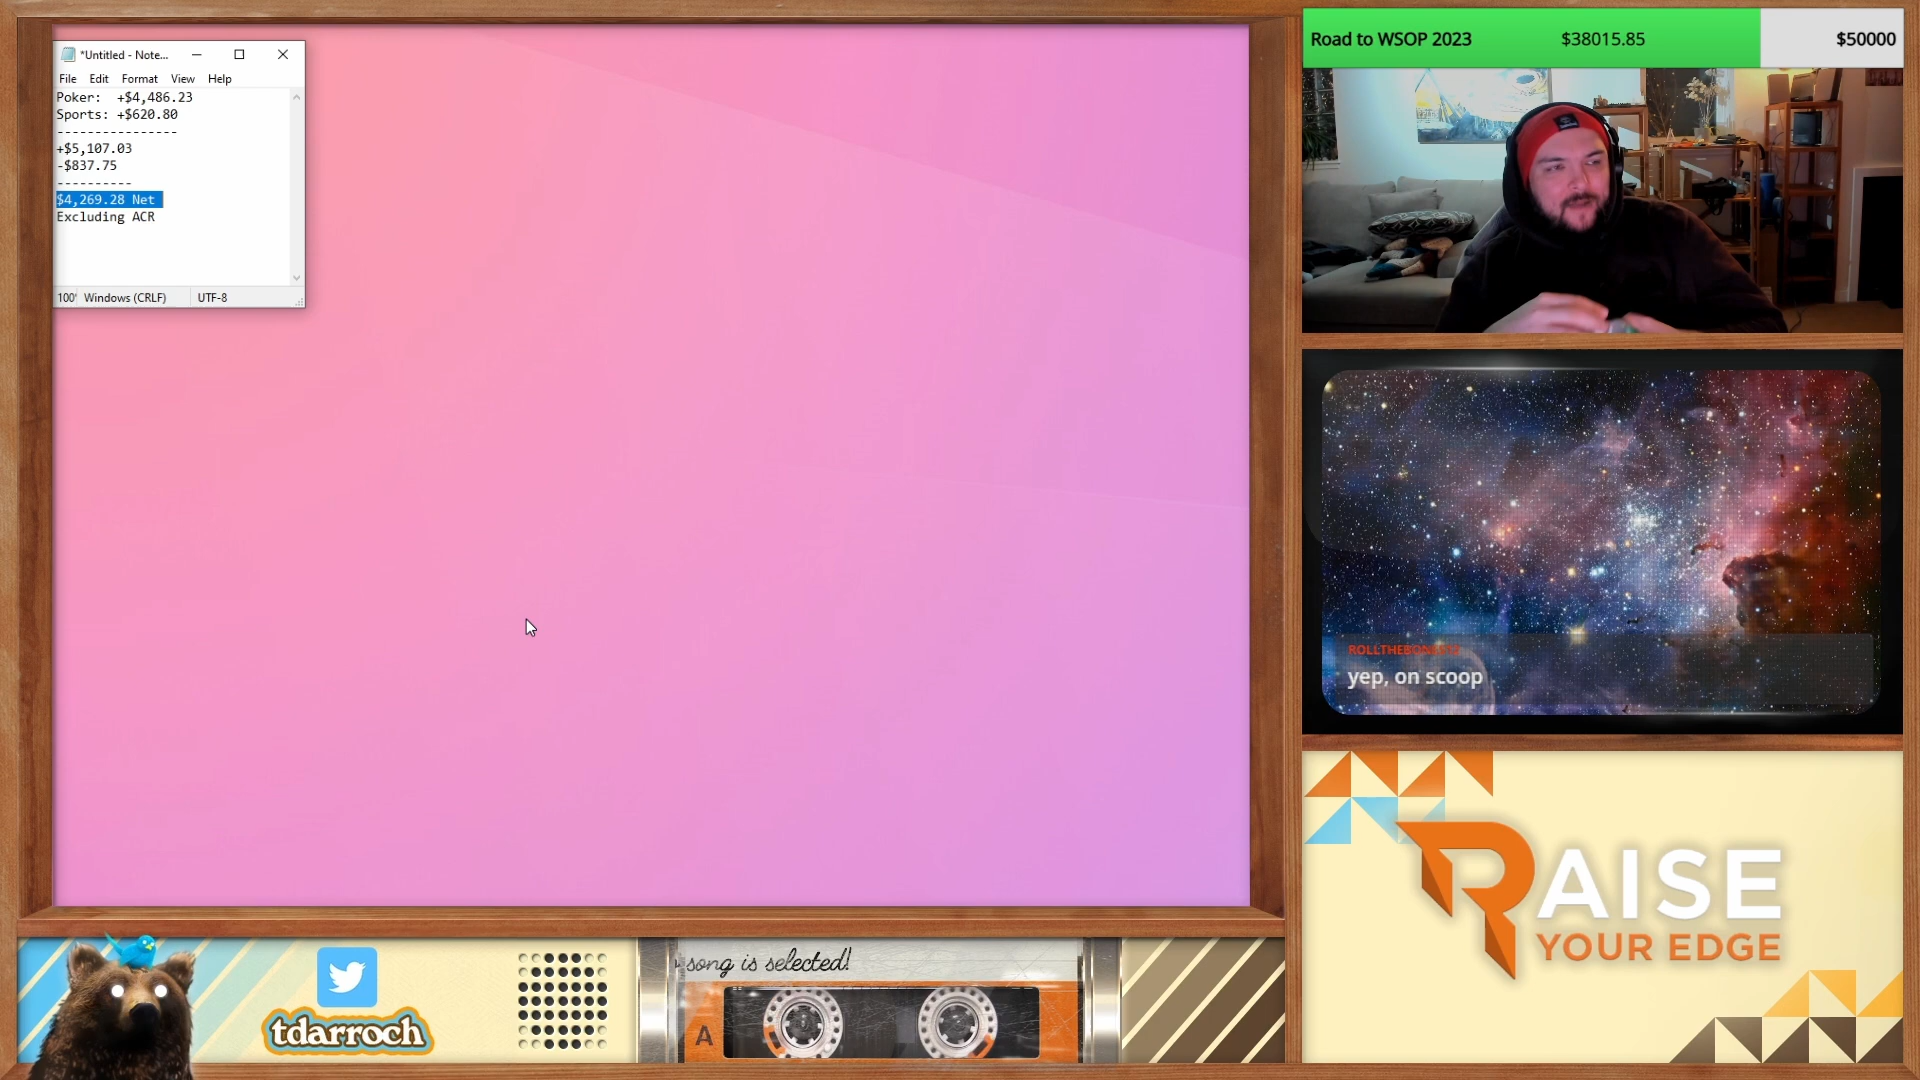 *Untitled - Note...
File Edit Format View Help
Poker:  +$4,486.23
Sports: +$620.80
----------------
+$5,107.03
-$837.75
----------
$4,269.28 Net
Excluding ACR
100% Windows (CRLF) UTF-8
Road to WSOP 2023 $38015.85 $50000
yep, on scoop
RAISE
YOUR EDGE
tdarroch
song is selected!
A